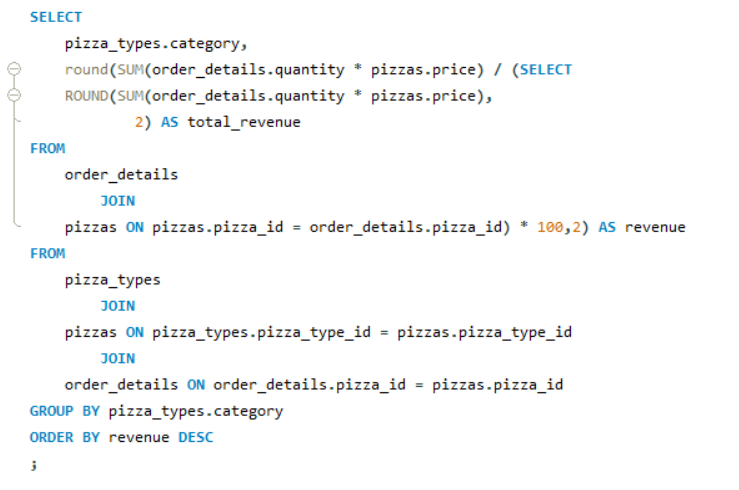 SELECT
pizza_types.category,
round(SUM(order_details.quantity * pizzas.price) / (SELECT
ROUND(SUM(order_details.quantity * pizzas.price),
2) AS total_revenue
FROM
order_details
JOIN
pizzas ON pizzas.pizza_id = order_details.pizza_id) * 100,2) AS revenue
FROM
pizza_types
JOIN
pizzas ON pizza_types.pizza_type_id = pizzas.pizza_type_id
JOIN
order_details ON order_details.pizza_id = pizzas.pizza_id
GROUP BY pizza_types.category
ORDER BY revenue DESC
;